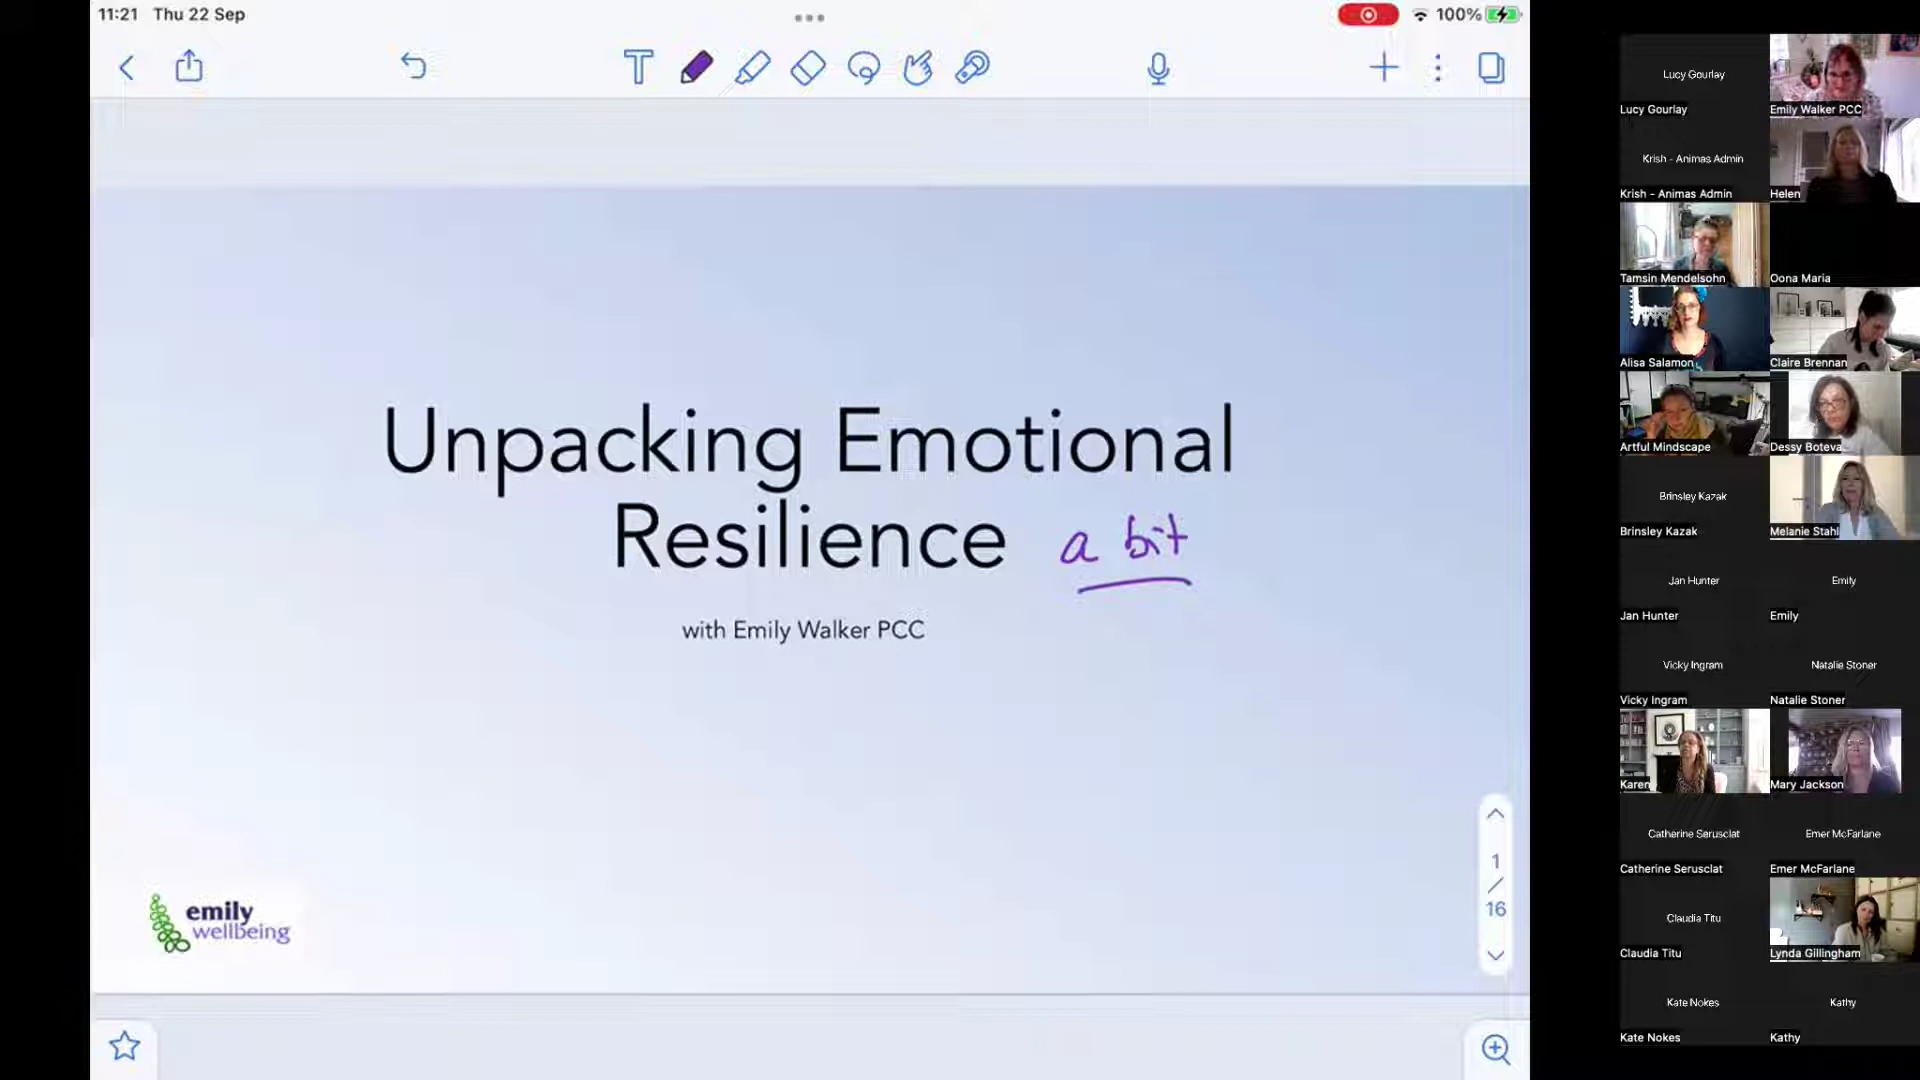 11:21 Thu 22 Sep
100%
Unpacking Emotional
Resilience a bit
with Emily Walker PCC
emily
wellbeing
1
/
16
Lucy Gourlay
Lucy Gourlay
Emily Walker PCC
Krish - Animas Admin
Krish - Animas Admin
Helen
Tamsin Mendelsohn
Oona Maria
Alisa Salamon
Claire Brennan
Artful Mindscape
Dessy Boteva
Brinsley Kazak
Brinsley Kazak
Melanie Stahl
Jan Hunter
Emily
Jan Hunter
Emily
Vicky Ingram
Natalie Stoner
Vicky Ingram
Natalie Stoner
Karen
Mary Jackson
Catherine Serusclat
Emer McFarlane
Catherine Serusclat
Emer McFarlane
Claudia Titu
Claudia Titu
Lynda Gillingham
Kate Nokes
Kathy
Kate Nokes
Kathy